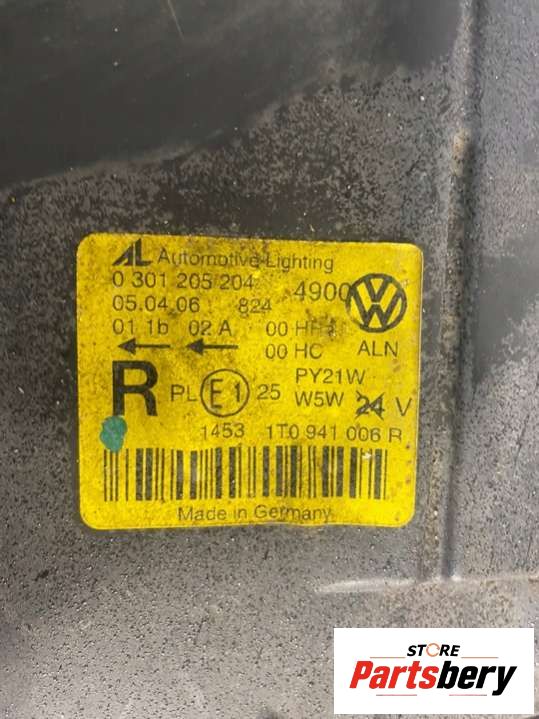 AL Automotive Lighting
0 301 205 204 4900
05.04.06 824
01 1b 02 A 00 HR
00 HC ALN
R PL E1 25 PY21W
W5W 24 V
1453 1T0 941 006 R
Made in Germany
STORE
Partsbery